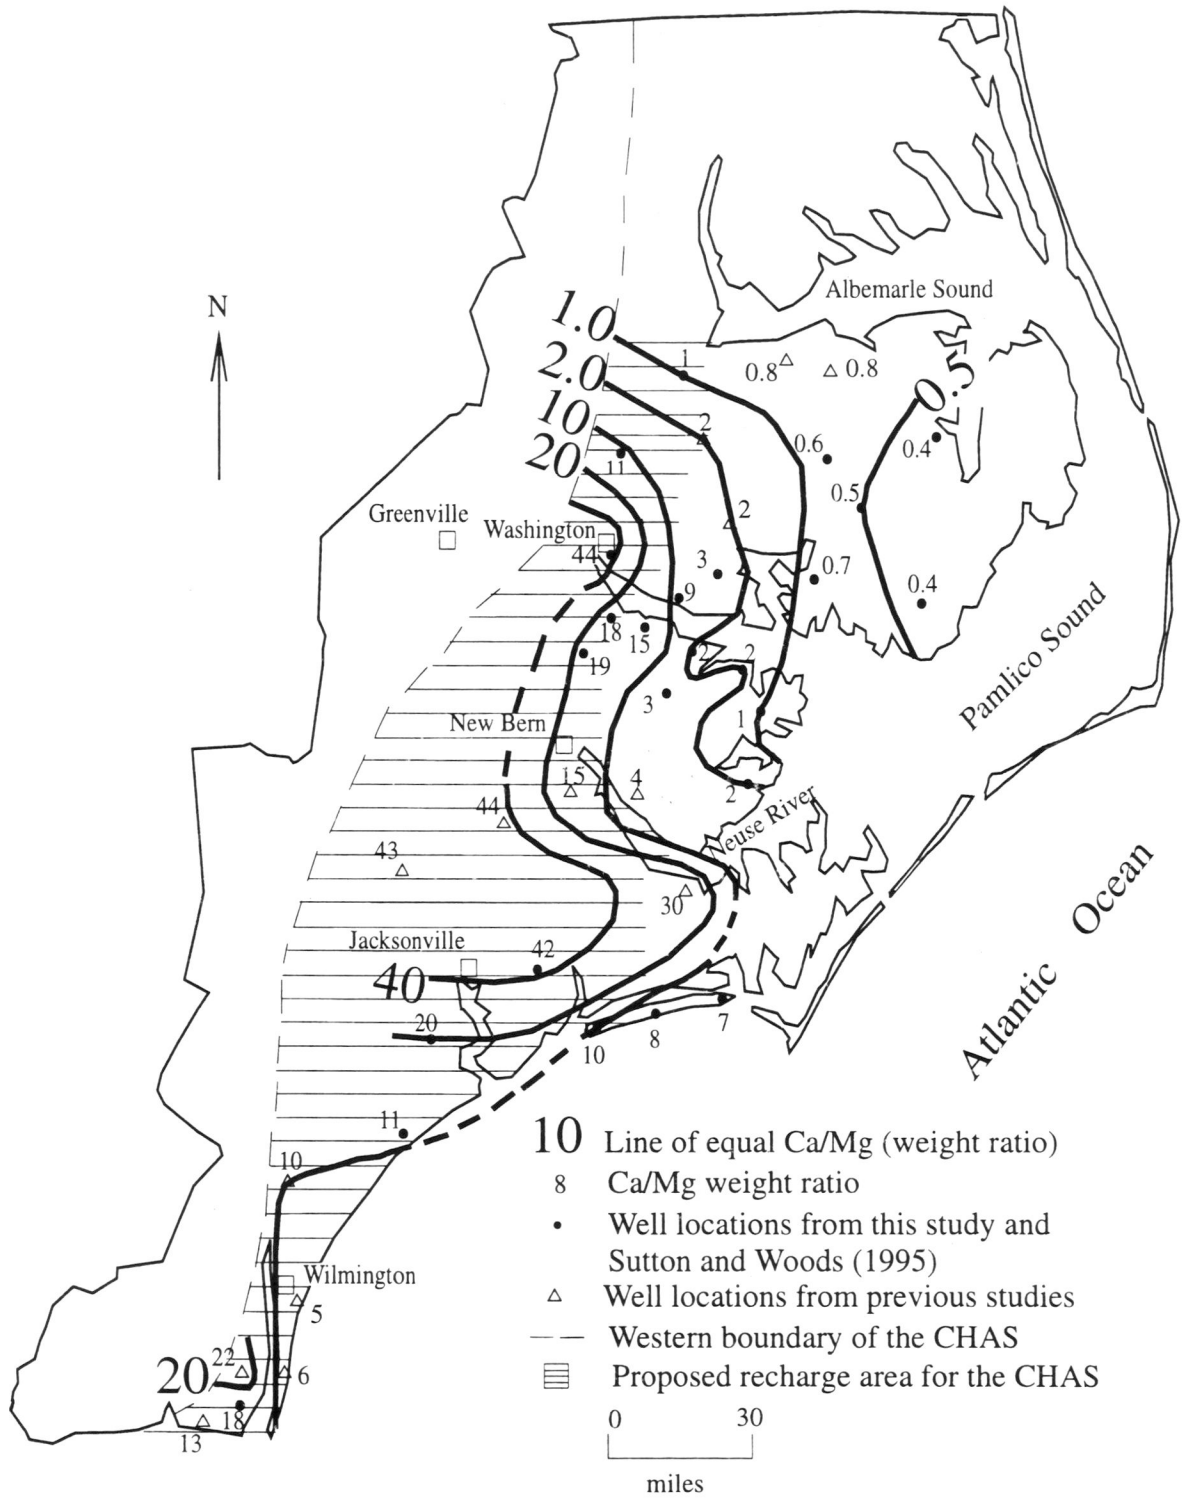 N
Albemarle Sound
1.0
2.0
10
20
0.5
1
0.8
0.8
2
11
0.6
0.4
0.5
2
Greenville
Washington
44
3
0.7
9
0.4
18
15
19
2
2
3
1
Pamlico Sound
New Bern
15
4
2
44
Neuse River
43
30
Jacksonville
42
40
20
7
8
10
Atlantic
Ocean
11
10
Wilmington
5
22
20
6
18
13
10 Line of equal Ca/Mg (weight ratio)
8 Ca/Mg weight ratio
Well locations from this study and
Sutton and Woods (1995)
Well locations from previous studies
Western boundary of the CHAS
Proposed recharge area for the CHAS
0 30
miles